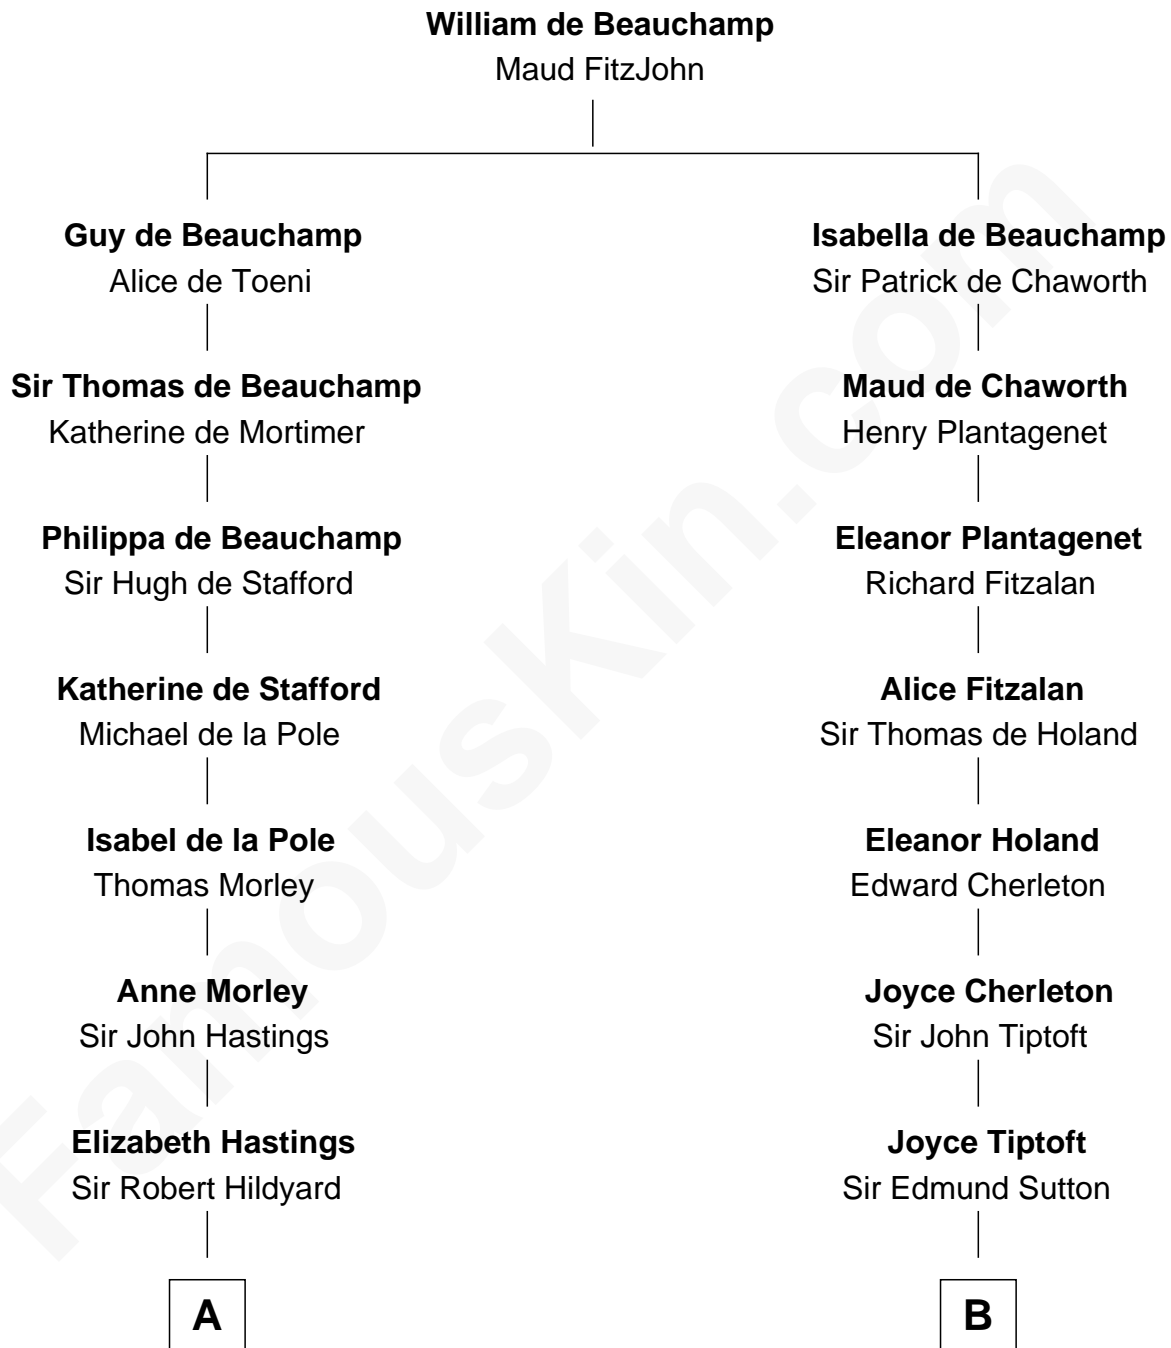 William de Beauchamp
Maud FitzJohn
Guy de Beauchamp
Alice de Toeni
Isabella de Beauchamp
Sir Patrick de Chaworth
Sir Thomas de Beauchamp
Katherine de Mortimer
Maud de Chaworth
Henry Plantagenet
Philippa de Beauchamp
Sir Hugh de Stafford
Eleanor Plantagenet
Richard Fitzalan
Katherine de Stafford
Michael de la Pole
Alice Fitzalan
Sir Thomas de Holand
Isabel de la Pole
Thomas Morley
Eleanor Holand
Edward Cherleton
Anne Morley
Sir John Hastings
Joyce Cherleton
Sir John Tiptoft
Elizabeth Hastings
Sir Robert Hildyard
Joyce Tiptoft
Sir Edmund Sutton
A
B
FamousKin.com